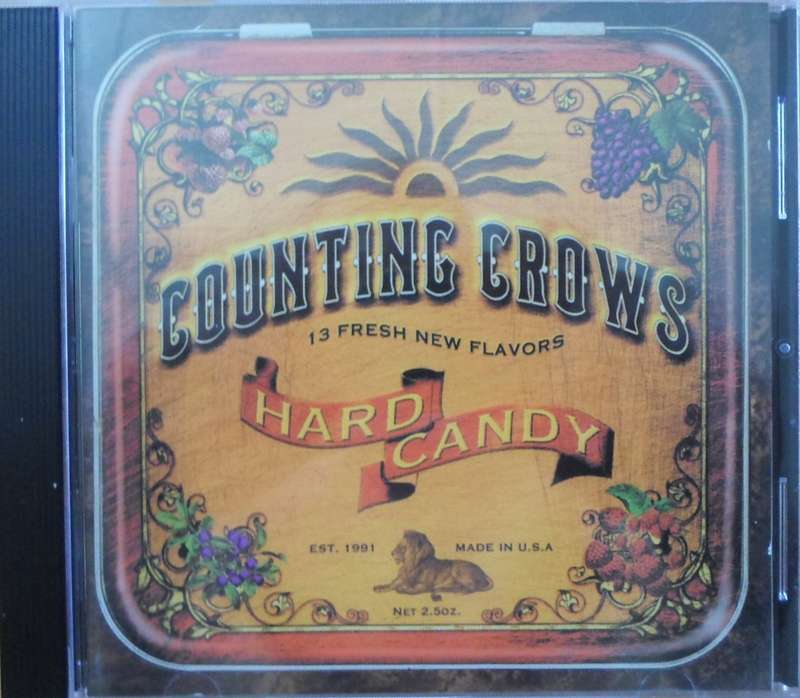 COUNTING CROWS
13 FRESH NEW FLAVORS
HARD
CANDY
EST. 1991
MADE IN U.S.A
NET 2.5OZ.